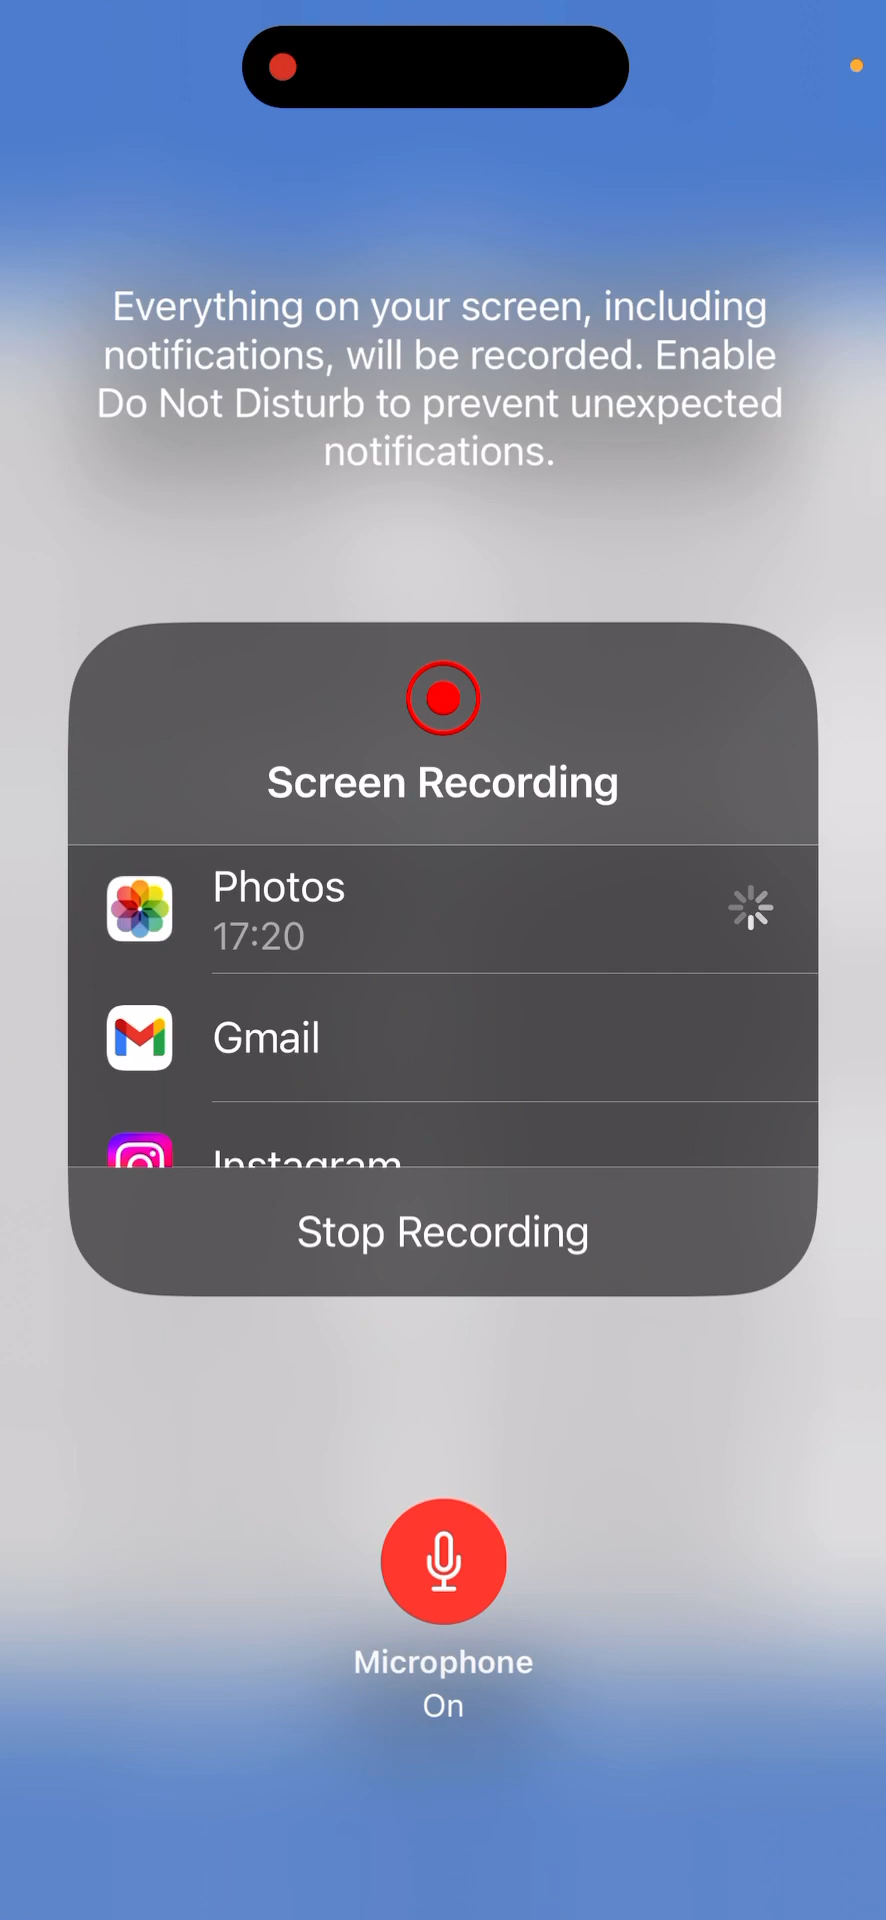 Everything on your screen, including
notifications, will be recorded. Enable
Do Not Disturb to prevent unexpected
notifications.
Screen Recording
Photos
17:20
Gmail
Instagram
Stop Recording
Microphone
On